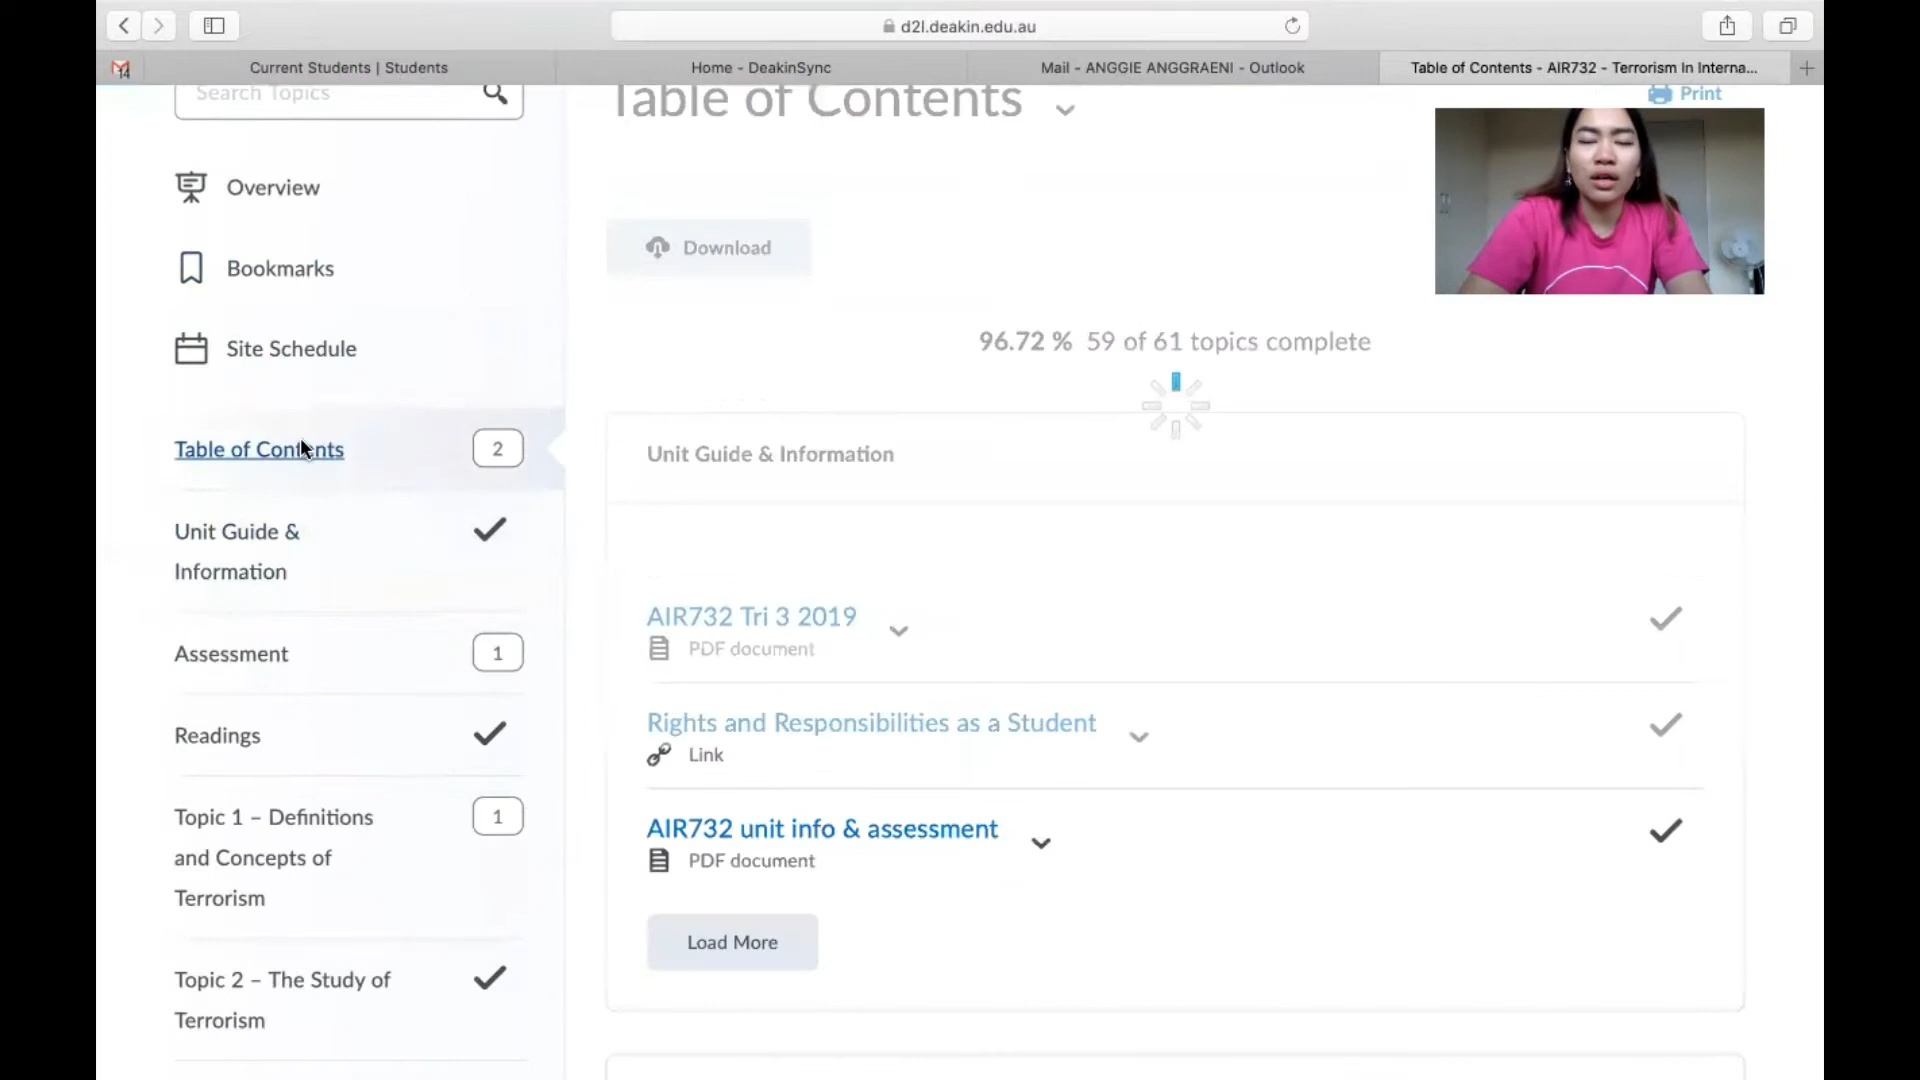 d2l.deakin.edu.au
14
Current Students | Students
Home - DeakinSync
Mail - ANGGIE ANGGRAENI - Outlook
Table of Contents - AIR732 - Terrorism In Interna...
Search Topics
Overview
Bookmarks
Site Schedule
Table of Contents
2
Unit Guide &
Information
Assessment
1
Readings
Topic 1 – Definitions
and Concepts of
Terrorism
1
Topic 2 – The Study of
Terrorism
Table of Contents
Print
Download
96.72 % 59 of 61 topics complete
Unit Guide & Information
AIR732 Tri 3 2019
PDF document
Rights and Responsibilities as a Student
Link
AIR732 unit info & assessment
PDF document
Load More